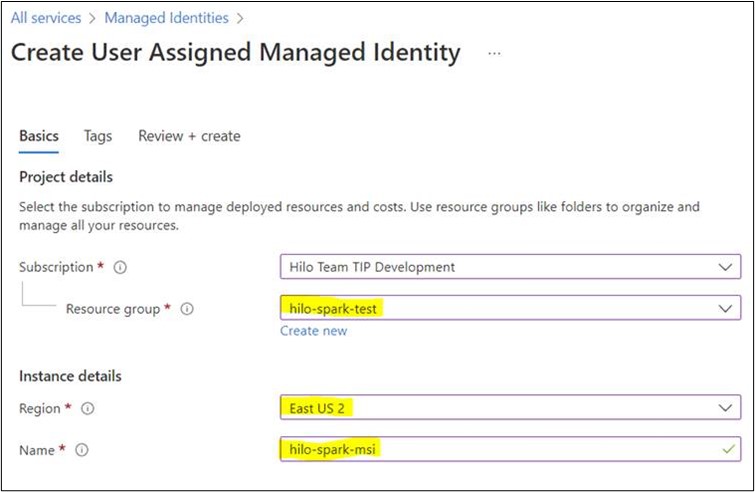 All services > Managed Identities >
Create User Assigned Managed Identity ...
Basics Tags Review + create
Project details
Select the subscription to manage deployed resources and costs. Use resource groups like folders to organize and
manage all your resources.
Subscription * Hilo Team TIP Development
Resource group * hilo-spark-test
Create new
Instance details
Region * East US 2
Name * hilo-spark-msi